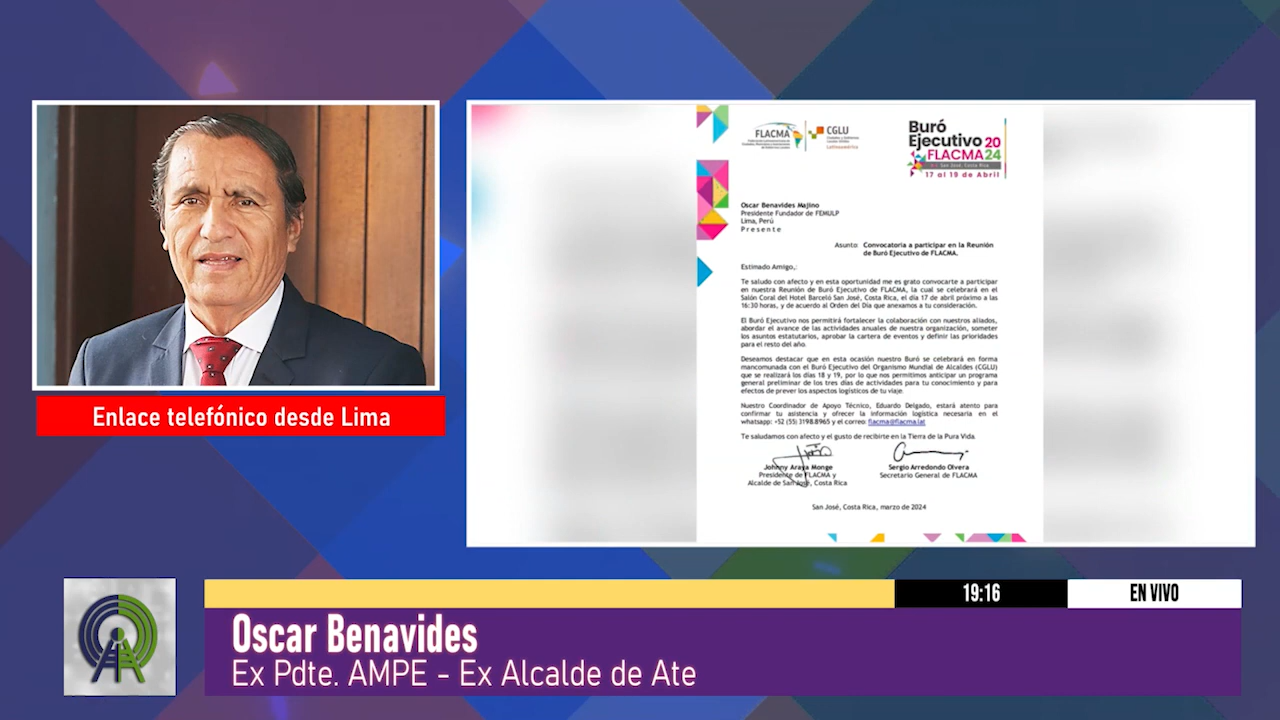 FLACMA
CGLU
Buró
Ejecutivo 20
FLACMA 24
San José, Costa Rica
17 al 19 de Abril
Oscar Benavides Majino
Presidente Fundador de FEMULP
Lima, Perú
Presente
Asunto: Convocatoria a participar en la Reunión
de Buró Ejecutivo de FLACMA.
Estimado Amigo,:
Te saludo con afecto y en esta oportunidad me es grato convocarte a participar
en nuestra Reunión de Buró Ejecutivo de FLACMA, la cual se celebrará en el
Salón Coral del Hotel Barceló San José, Costa Rica, el día 17 de abril próximo a las
16:30 horas, y de acuerdo al Orden del Día que anexamos a tu consideración.
El Buró Ejecutivo nos permitirá fortalecer la colaboración con nuestros aliados,
abordar el avance de las actividades anuales de nuestra organización, someter
los asuntos estatutarios, aprobar la cartera de eventos y definir las prioridades
para el resto del año.
Deseamos destacar que en esta ocasión nuestro Buró se celebrará en forma
mancomunada con el Buró Ejecutivo del Organismo Mundial de Alcaldes (CGLU)
que se realizará los días 18 y 19, por lo que nos permitimos anticipar un programa
general preliminar de los tres días de actividades para tu conocimiento y para
efectos de prever los aspectos logísticos de tu viaje.
Nuestro Coordinador de Apoyo Técnico, Eduardo Delgado, estará atento para
confirmar tu asistencia y ofrecer la información logística necesaria en el
whatsapp: +52 (55) 3198.8965 y el correo: flacma@flacma.lat
Te saludamos con afecto y el gusto de recibirte en la Tierra de la Pura Vida.
Johnny Araya Monge
Presidente de FLACMA y
Alcalde de San José, Costa Rica
Sergio Arredondo Olvera
Secretario General de FLACMA
San José, Costa Rica, marzo de 2024
Enlace telefónico desde Lima
19:16
EN VIVO
Oscar Benavides
Ex Pdte. AMPE - Ex Alcalde de Ate